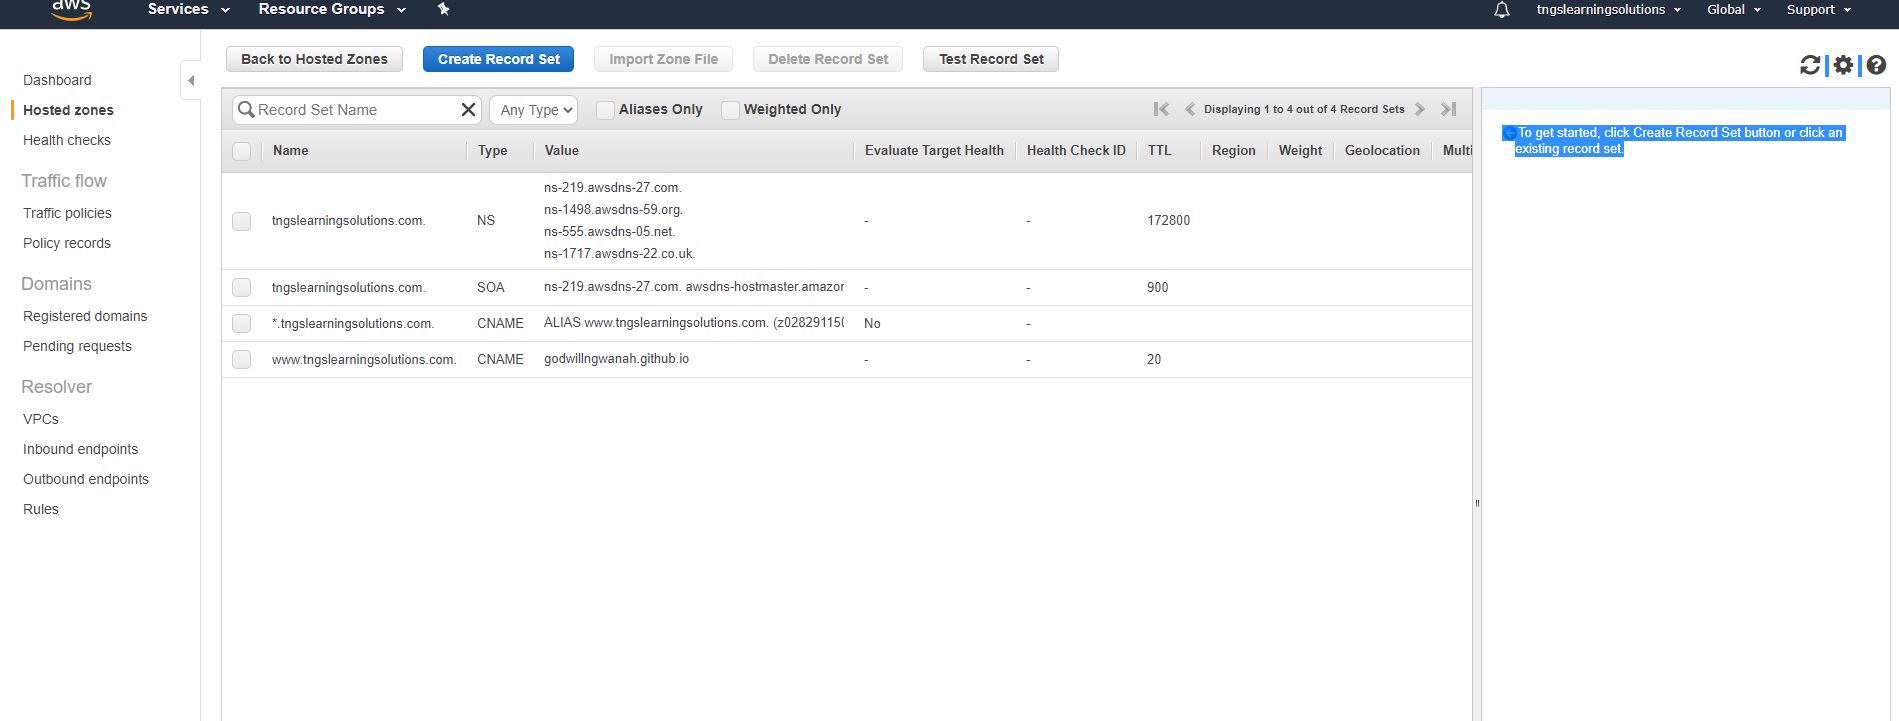 aws
Services
Resource Groups
tngslearningsolutions
Global
Support
Dashboard
Hosted zones
Health checks
Traffic flow
Traffic policies
Policy records
Domains
Registered domains
Pending requests
Resolver
VPCs
Inbound endpoints
Outbound endpoints
Rules
Back to Hosted Zones
Create Record Set
Import Zone File
Delete Record Set
Test Record Set
Record Set Name
Any Type
Aliases Only
Weighted Only
Displaying 1 to 4 out of 4 Record Sets
Name Type Value Evaluate Target Health Health Check ID TTL Region Weight Geolocation Multi
ns-219.awsdns-27.com.
ns-1498.awsdns-59.org.
tngslearningsolutions.com. NS - - 172800
ns-555.awsdns-05.net.
ns-1717.awsdns-22.co.uk.
tngslearningsolutions.com. SOA ns-219.awsdns-27.com. awsdns-hostmaster.amazor - - 900
*.tngslearningsolutions.com. CNAME ALIAS www.tngslearningsolutions.com. (z02829115( No -
www.tngslearningsolutions.com. CNAME godwillngwanah.github.io - - 20
To get started, click Create Record Set button or click an
existing record set.